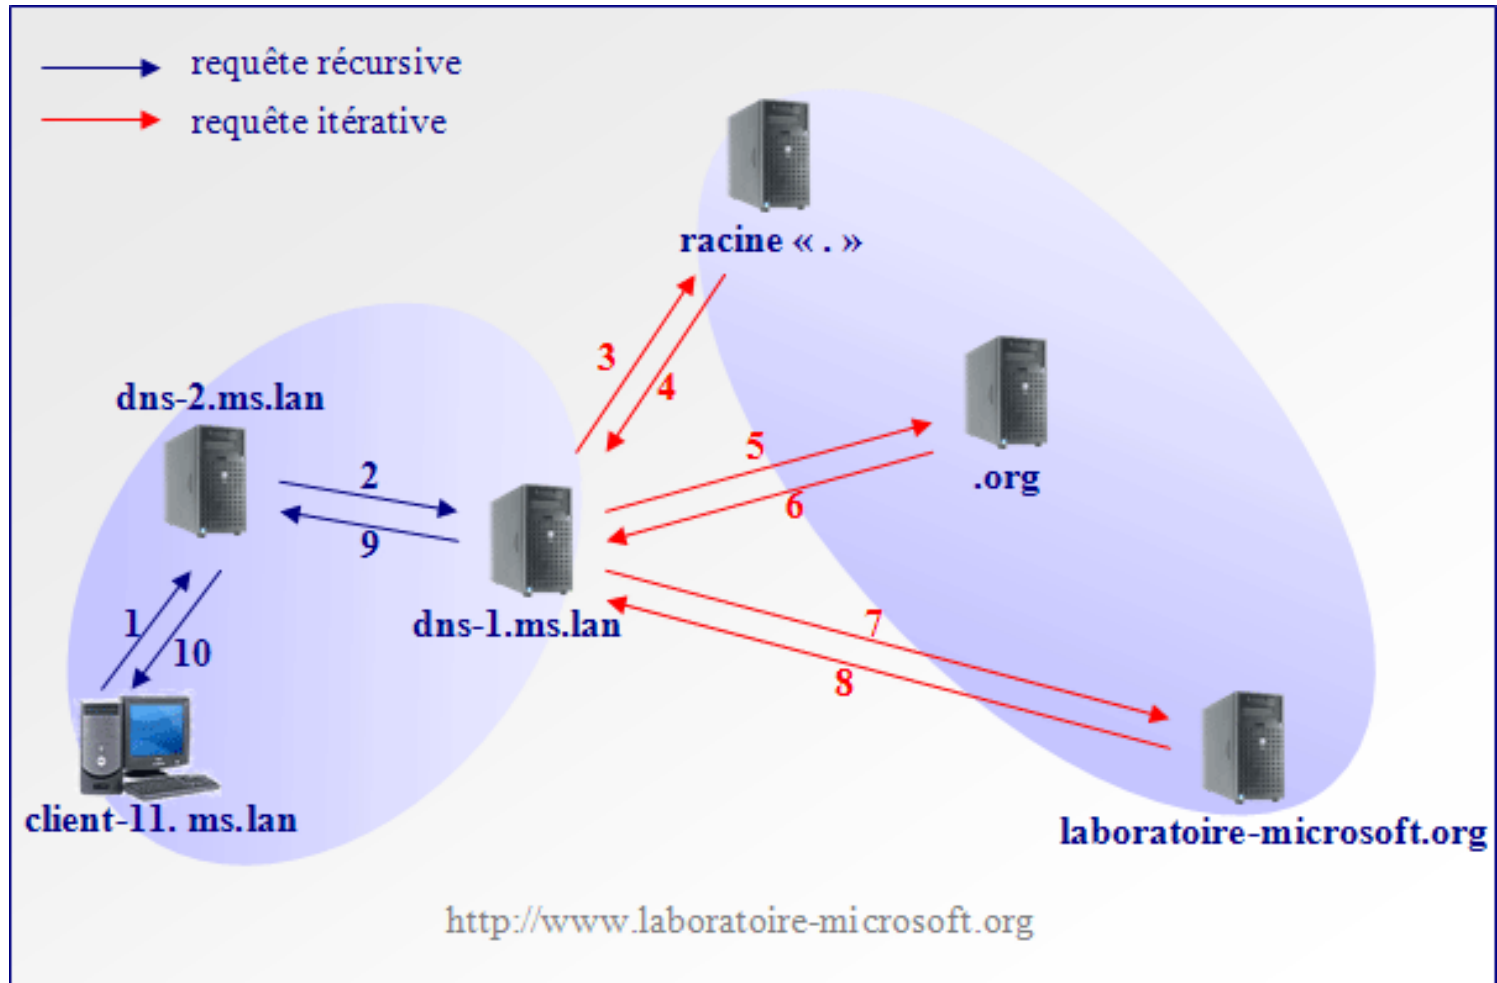 requête récursive
requête itérative
racine « . »
3
4
dns-2.ms.lan
5
.org
2
6
9
dns-1.ms.lan
1
10
7
8
client-11. ms.lan
laboratoire-microsoft.org
http://www.laboratoire-microsoft.org